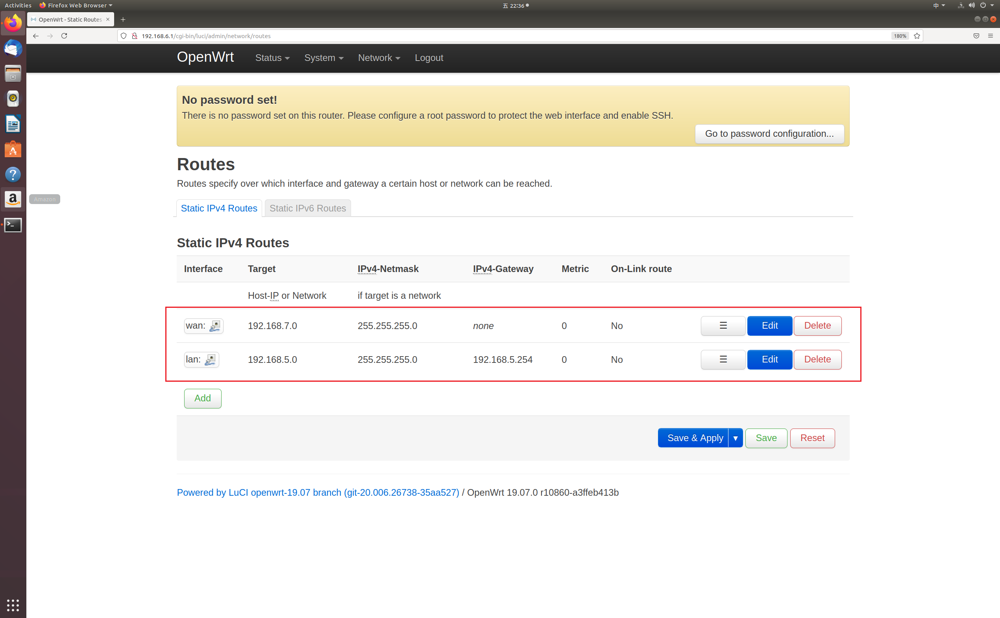 Activities Firefox Web Browser 五 22:36 中
OpenWrt - Static Routes
192.168.6.1/cgi-bin/luci/admin/network/routes 180%
OpenWrt Status System Network Logout
No password set!
There is no password set on this router. Please configure a root password to protect the web interface and enable SSH.
Go to password configuration...
Routes
Routes specify over which interface and gateway a certain host or network can be reached.
Amazon
Static IPv4 Routes Static IPv6 Routes
Static IPv4 Routes
Interface Target IPv4-Netmask IPv4-Gateway Metric On-Link route
Host-IP or Network if target is a network
wan: 192.168.7.0 255.255.255.0 none 0 No ☰ Edit Delete
lan: 192.168.5.0 255.255.255.0 192.168.5.254 0 No ☰ Edit Delete
Add
Save & Apply ▼ Save Reset
Powered by LuCI openwrt-19.07 branch (git-20.006.26738-35aa527) / OpenWrt 19.07.0 r10860-a3ffeb413b